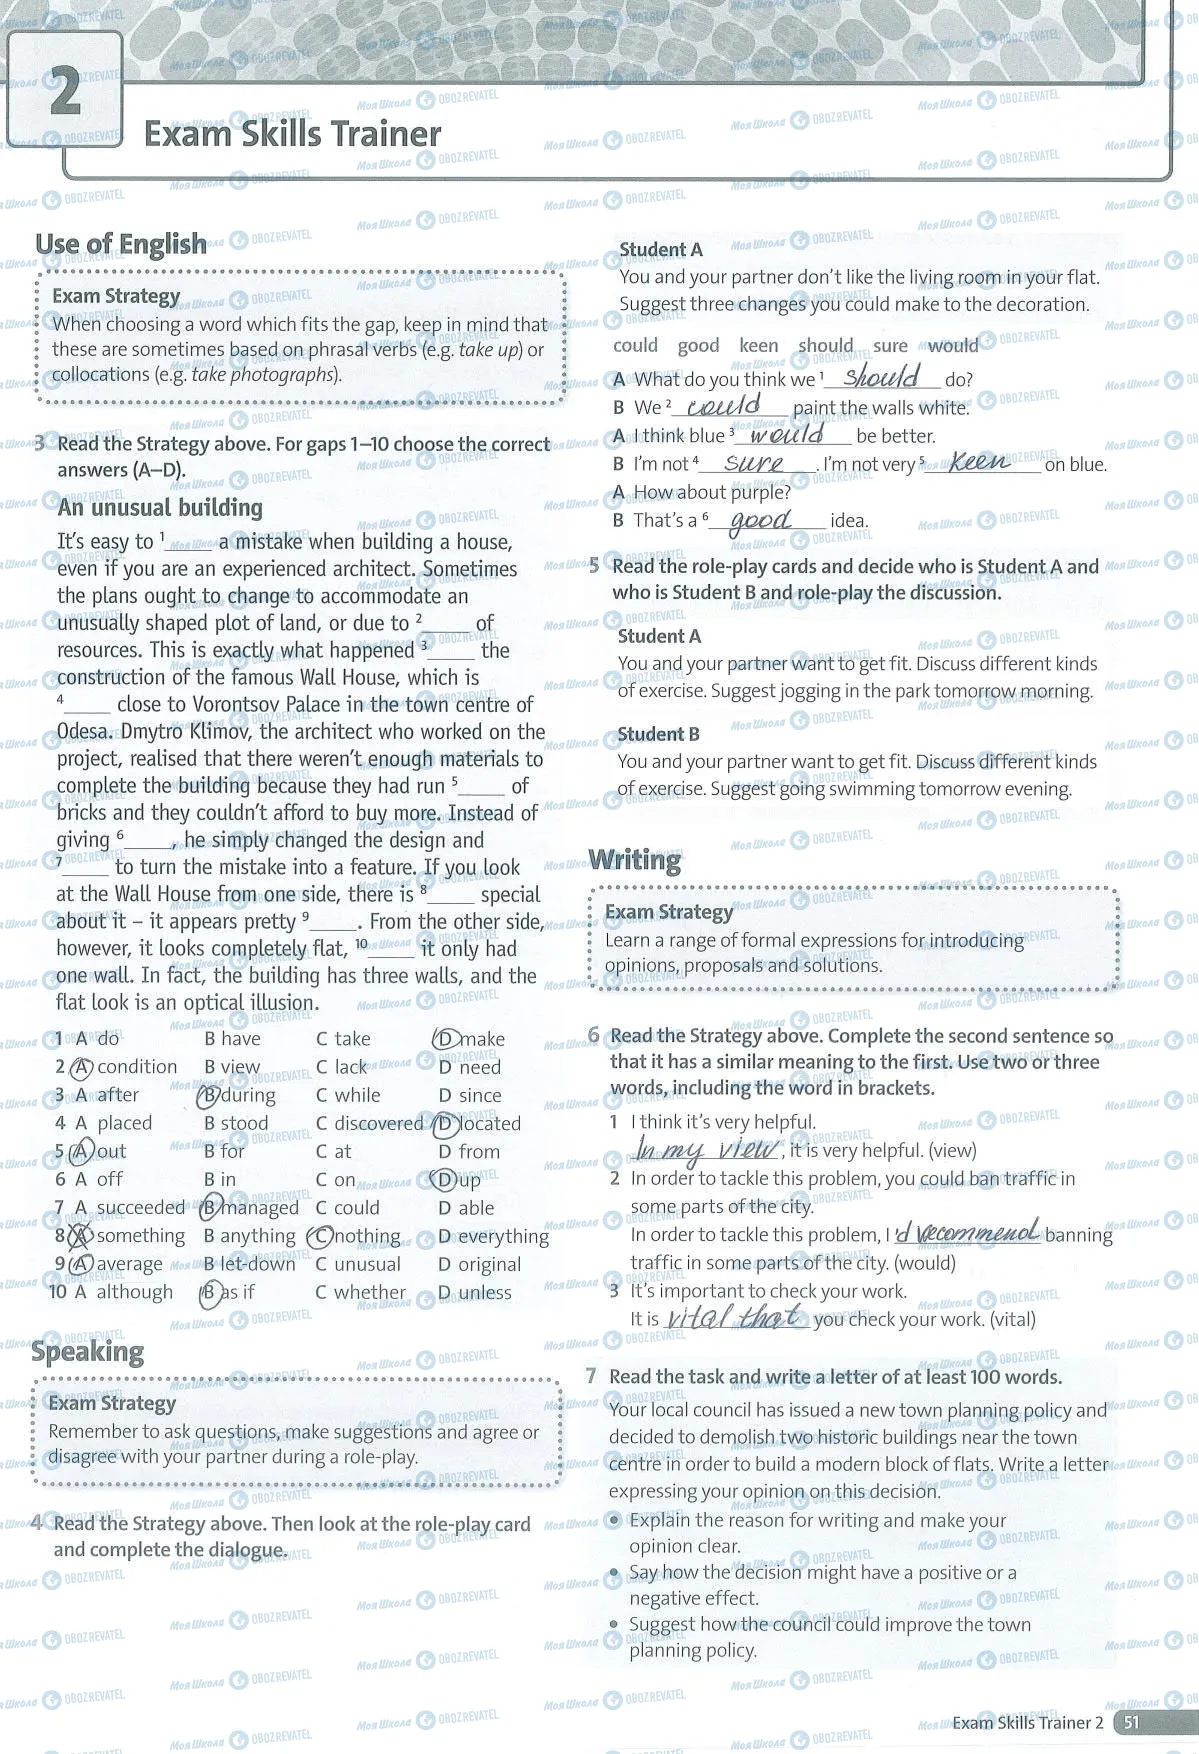 2
Exam Skills Trainer
Use of English
Exam Strategy
When choosing a word which fits the gap, keep in mind that
these are sometimes based on phrasal verbs (e.g. take up) or
collocations (e.g. take photographs).
3 Read the Strategy above. For gaps 1–10 choose the correct
answers (A–D).
An unusual building
It's easy to 1____ a mistake when building a house,
even if you are an experienced architect. Sometimes
the plans ought to change to accommodate an
unusually shaped plot of land, or due to 2____ of
resources. This is exactly what happened 3____ the
construction of the famous Wall House, which is
4____ close to Vorontsov Palace in the town centre of
Odesa. Dmytro Klimov, the architect who worked on the
project, realised that there weren't enough materials to
complete the building because they had run 5____ of
bricks and they couldn't afford to buy more. Instead of
giving 6____, he simply changed the design and
7____ to turn the mistake into a feature. If you look
at the Wall House from one side, there is 8____ special
about it – it appears pretty 9____. From the other side,
however, it looks completely flat, 10____ it only had
one wall. In fact, the building has three walls, and the
flat look is an optical illusion.
1 A do B have C take D make
2 A condition B view C lack D need
3 A after B during C while D since
4 A placed B stood C discovered D located
5 A out B for C at D from
6 A off B in C on D up
7 A succeeded B managed C could D able
8 A something B anything C nothing D everything
9 A average B let-down C unusual D original
10 A although B as if C whether D unless
Speaking
Exam Strategy
Remember to ask questions, make suggestions and agree or
disagree with your partner during a role-play.
4 Read the Strategy above. Then look at the role-play card
and complete the dialogue.
Student A
You and your partner don't like the living room in your flat.
Suggest three changes you could make to the decoration.
could good keen should sure would
A What do you think we 1 should do?
B We 2 could paint the walls white.
A I think blue 3 would be better.
B I'm not 4 sure. I'm not very 5 keen on blue.
A How about purple?
B That's a 6 good idea.
5 Read the role-play cards and decide who is Student A and
who is Student B and role-play the discussion.
Student A
You and your partner want to get fit. Discuss different kinds
of exercise. Suggest jogging in the park tomorrow morning.
Student B
You and your partner want to get fit. Discuss different kinds
of exercise. Suggest going swimming tomorrow evening.
Writing
Exam Strategy
Learn a range of formal expressions for introducing
opinions, proposals and solutions.
6 Read the Strategy above. Complete the second sentence so
that it has a similar meaning to the first. Use two or three
words, including the word in brackets.
1 I think it's very helpful.
In my view, it is very helpful. (view)
2 In order to tackle this problem, you could ban traffic in
some parts of the city.
In order to tackle this problem, I 'd recommend banning
traffic in some parts of the city. (would)
3 It's important to check your work.
It is vital that you check your work. (vital)
7 Read the task and write a letter of at least 100 words.
Your local council has issued a new town planning policy and
decided to demolish two historic buildings near the town
centre in order to build a modern block of flats. Write a letter
expressing your opinion on this decision.
• Explain the reason for writing and make your
opinion clear.
• Say how the decision might have a positive or a
negative effect.
• Suggest how the council could improve the town
planning policy.
Exam Skills Trainer 2 51
Моя Школа OBOZREVATEL